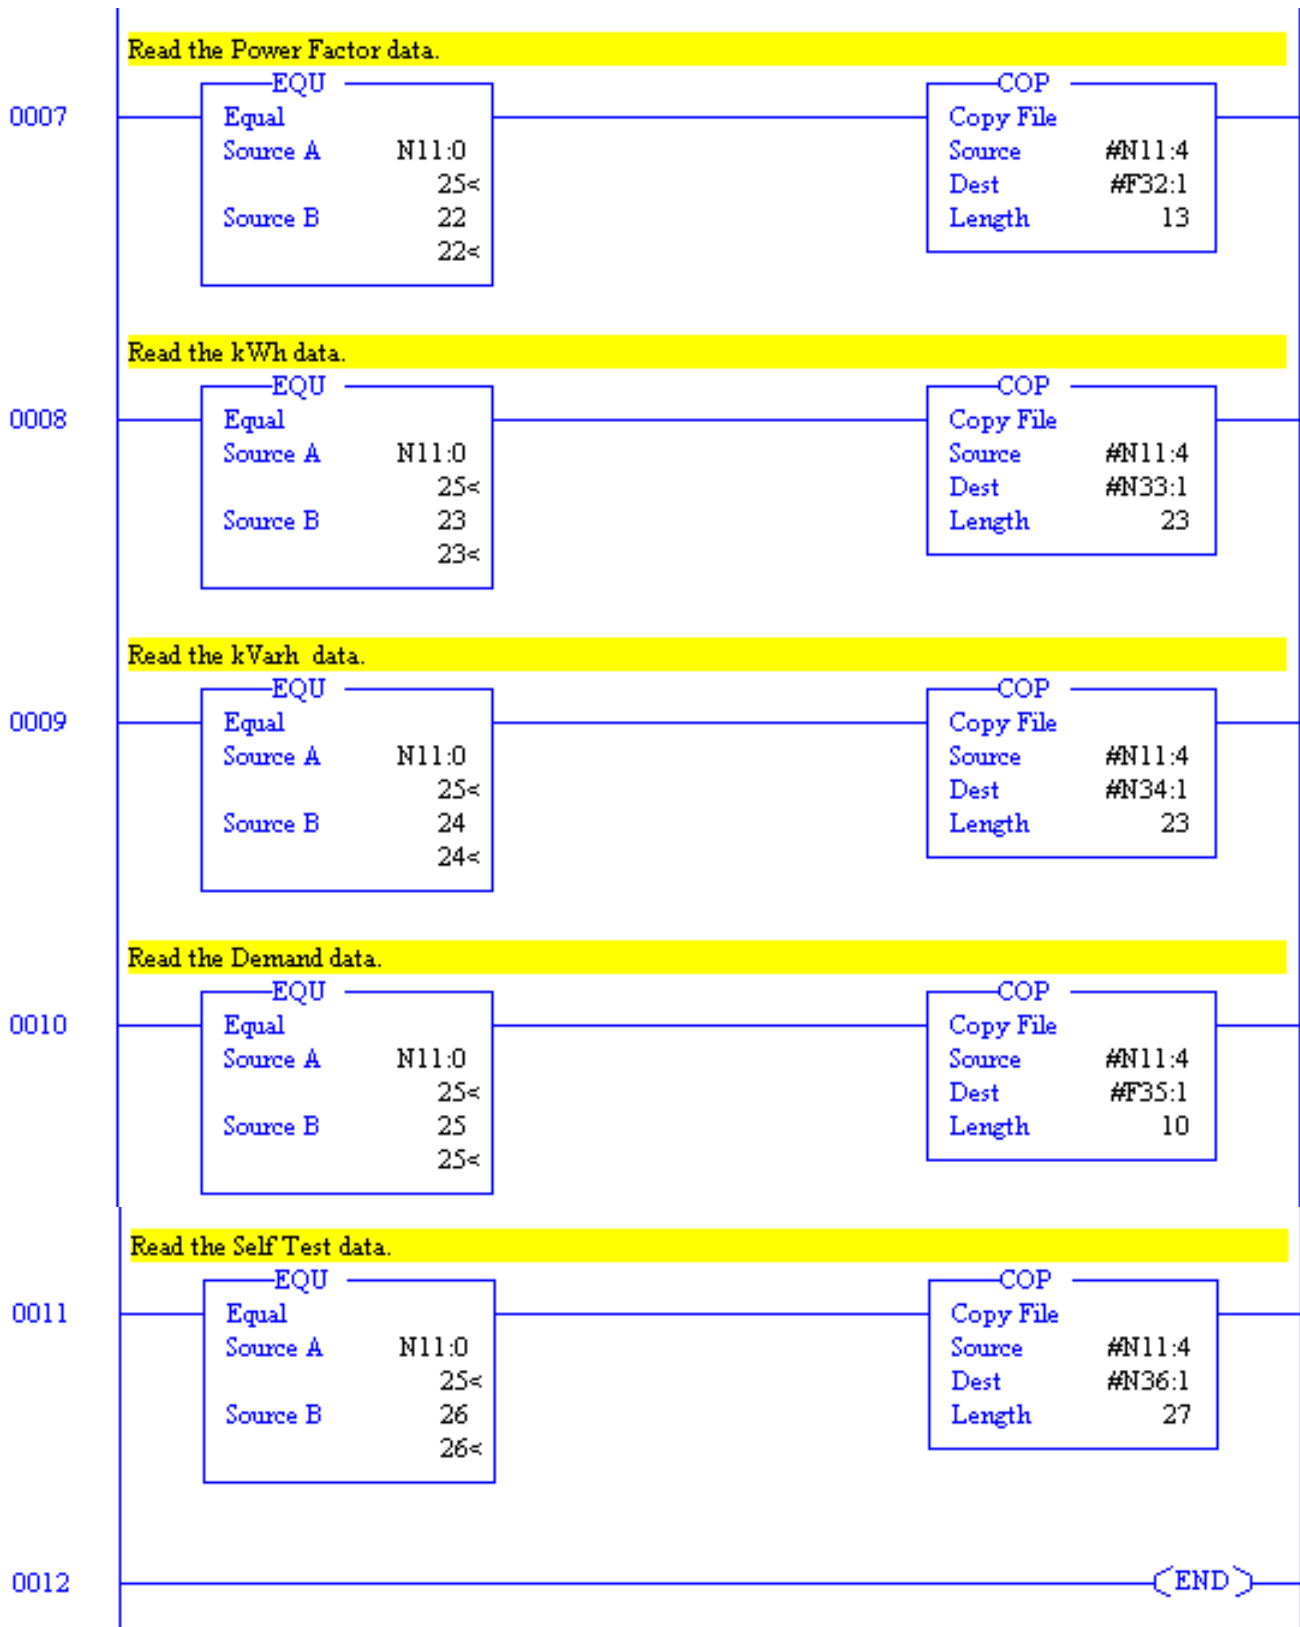 Read the Power Factor data.
EQU COP
0007 Equal Copy File
Source A N11:0 Source #N11:4
25< Dest #F32:1
Source B 22 Length 13
22<
Read the kWh data.
EQU COP
0008 Equal Copy File
Source A N11:0 Source #N11:4
25< Dest #N33:1
Source B 23 Length 23
23<
Read the kVarh data.
EQU COP
0009 Equal Copy File
Source A N11:0 Source #N11:4
25< Dest #N34:1
Source B 24 Length 23
24<
Read the Demand data.
EQU COP
0010 Equal Copy File
Source A N11:0 Source #N11:4
25< Dest #F35:1
Source B 25 Length 10
25<
Read the Self Test data.
EQU COP
0011 Equal Copy File
Source A N11:0 Source #N11:4
25< Dest #N36:1
Source B 26 Length 27
26<
0012 END